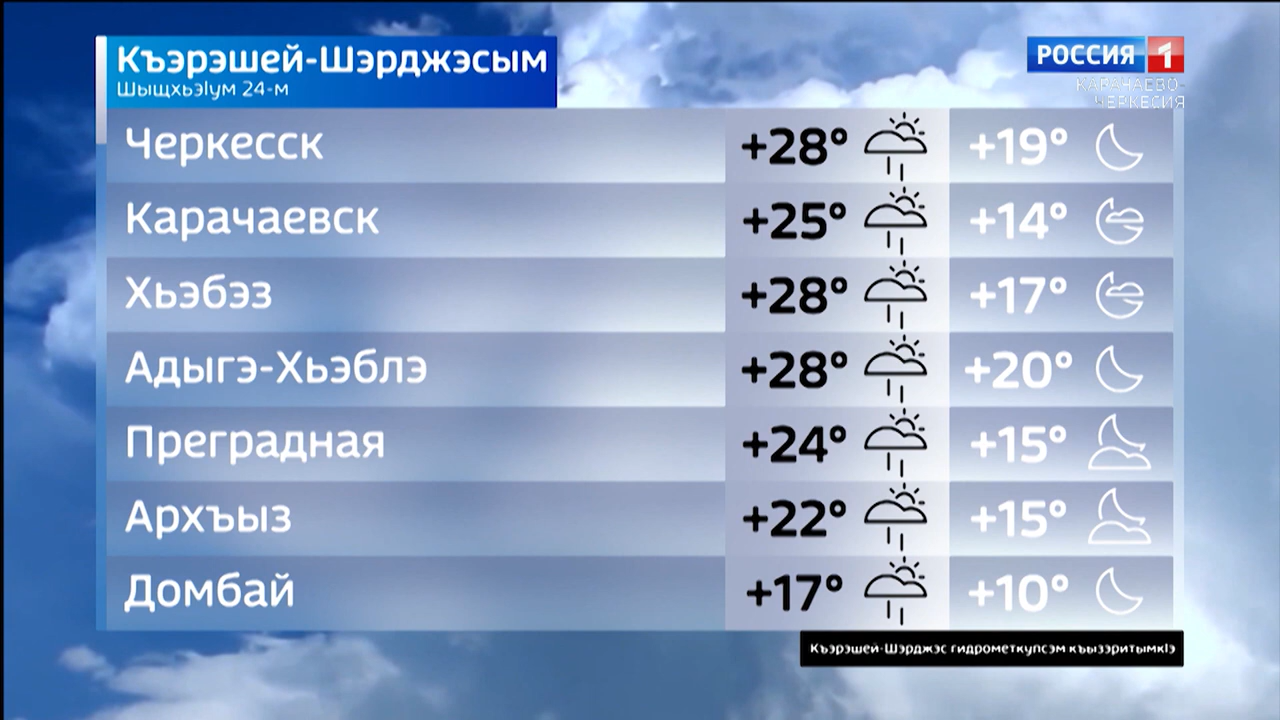 Къэрэшей-Шэрджэсым
Шыщхьэӏум 24-м
РОССИЯ 1
КАРАЧАЕВО-
ЧЕРКЕСИЯ
Черкесск +28° +19°
Карачаевск +25° +14°
Хьэбэз +28° +17°
Адыгэ-Хьэблэ +28° +20°
Преградная +24° +15°
Архъыз +22° +15°
Домбай +17° +10°
Къэрэшей-Шэрджэс гидрометкупсэм къызэритымкӏэ